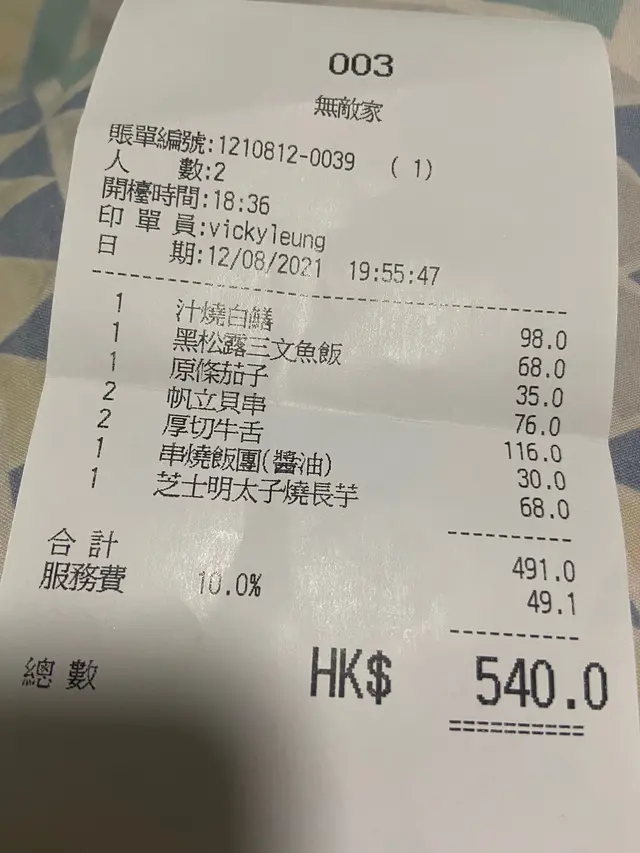 003
無敵家
賬單編號:1210812-0039 ( 1)
人 數:2
開檯時間:18:36
印 單 員:vickyleung
日 期:12/08/2021 19:55:47
1 汁燒白鱔 98.0
1 黑松露三文魚飯 68.0
1 原條茄子 35.0
2 帆立貝串 76.0
2 厚切牛舌 116.0
1 串燒飯團(醬油) 30.0
1 芝士明太子燒長芋 68.0
合 計 491.0
服務費 10.0% 49.1
總 數 HK$ 540.0